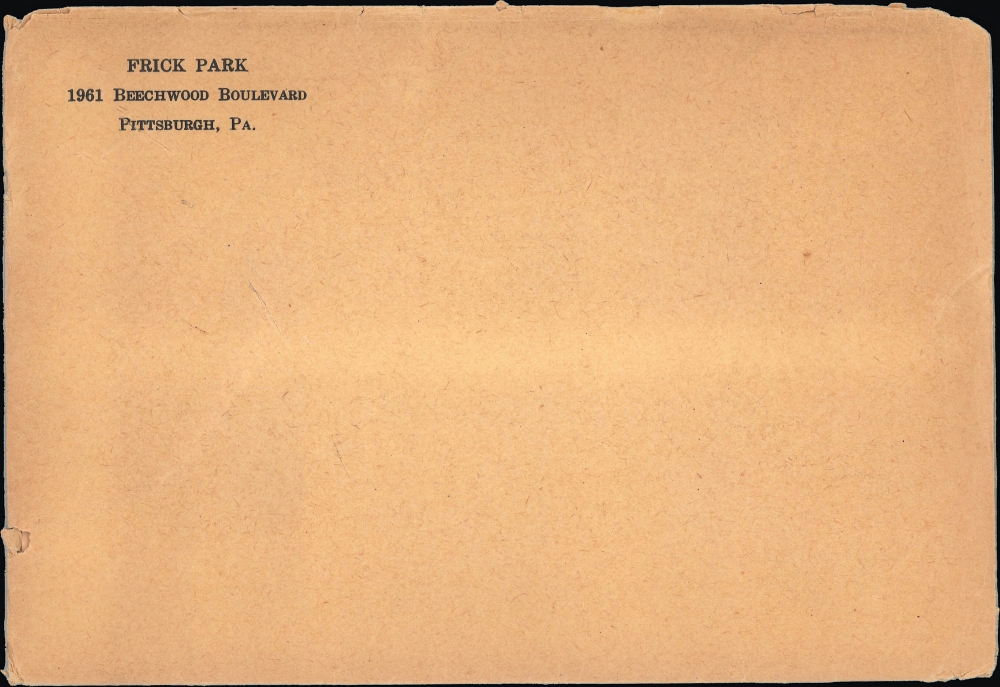 FRICK PARK
1961 BEECHWOOD BOULEVARD
PITTSBURGH, PA.